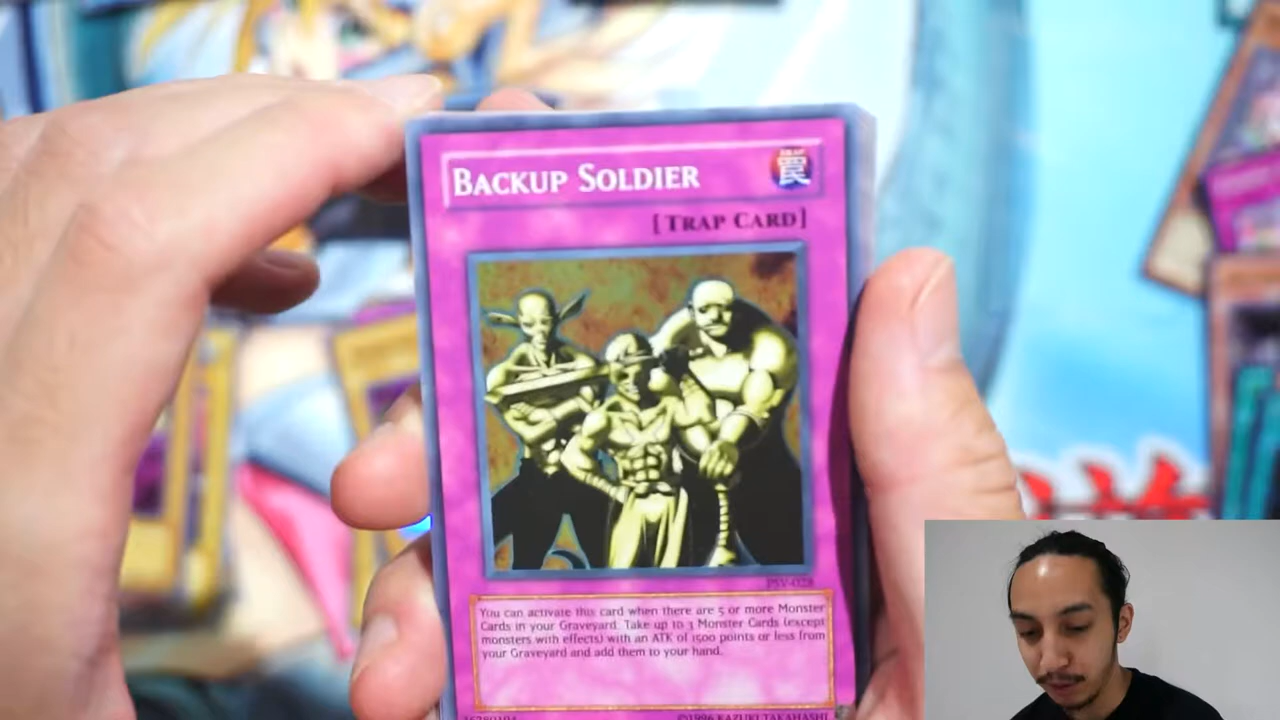 BACKUP SOLDIER
TRAP
罠
[TRAP CARD]
PSV-028
You can activate this card when there are 5 or more Monster
Cards in your Graveyard. Take up to 3 Monster Cards (except
monsters with effects) with an ATK of 1500 points or less from
your Graveyard and add them to your hand.
©1996 KAZUKI TAKAHASHI